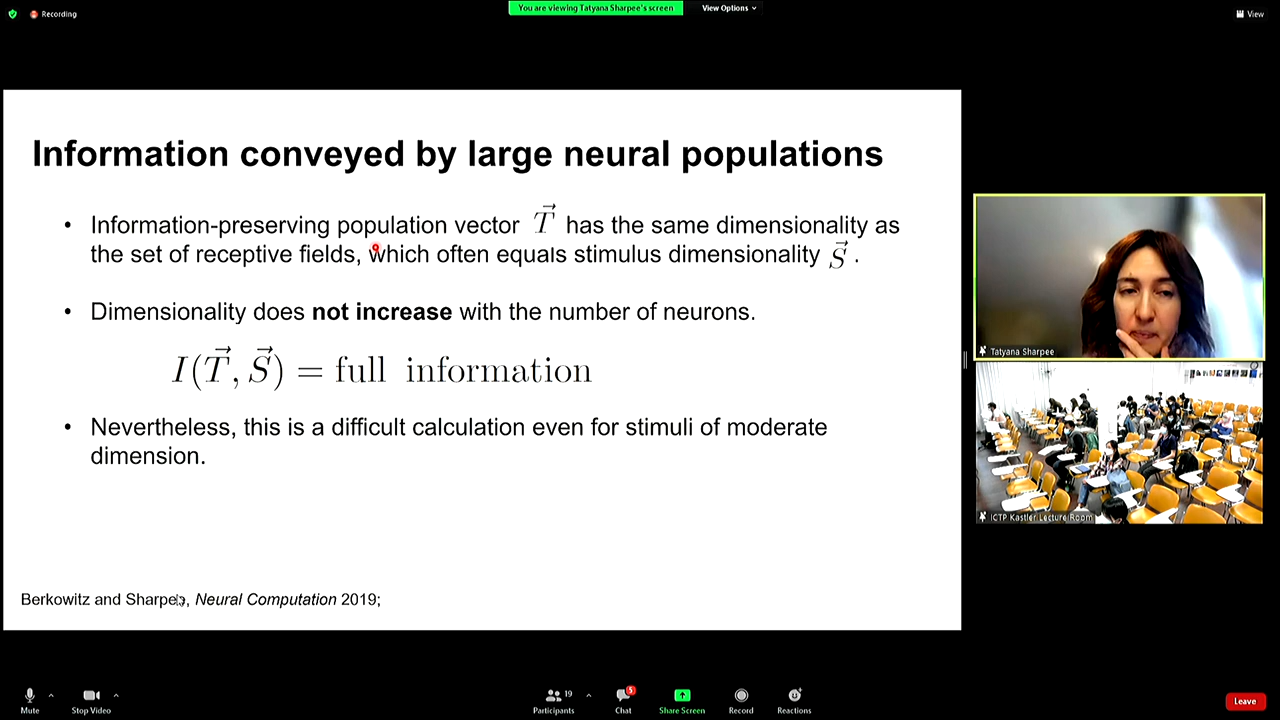 Recording
You are viewing Tatyana Sharpee's screen
View Options
View
Information conveyed by large neural populations
• Information-preserving population vector \vec{T} has the same dimensionality as
the set of receptive fields, which often equals stimulus dimensionality \vec{S} .
• Dimensionality does not increase with the number of neurons.
I(\vec{T}, \vec{S}) = full information
• Nevertheless, this is a difficult calculation even for stimuli of moderate
dimension.
Berkowitz and Sharpee, Neural Computation 2019;
Tatyana Sharpee
ICTP Kastler Lecture Room
Mute
Stop Video
19
Participants
5
Chat
Share Screen
Record
Reactions
Leave